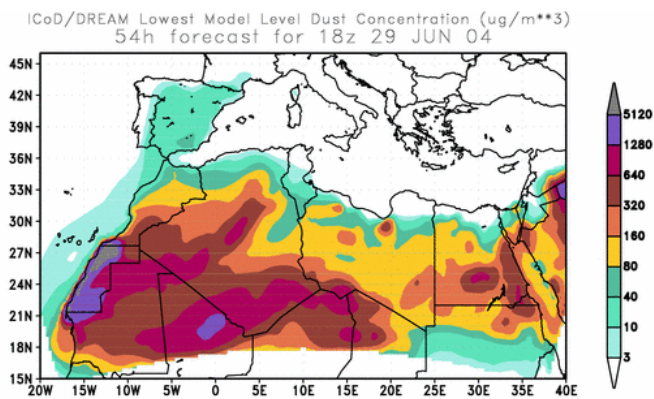 ICoD/DREAM Lowest Model Level Dust Concentration (ug/m**3)
54h forecast for 18z 29 JUN 04
45N
42N
39N
36N
33N
30N
27N
24N
21N
18N
15N
20W 15W 10W 5W 0 5E 10E 15E 20E 25E 30E 35E 40E
5120
1280
640
320
160
80
40
10
3